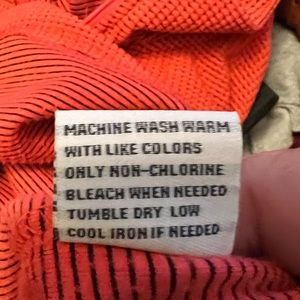 MACHINE WASH WARM
WITH LIKE COLORS
ONLY NON-CHLORINE
BLEACH WHEN NEEDED
TUMBLE DRY LOW
COOL IRON IF NEEDED